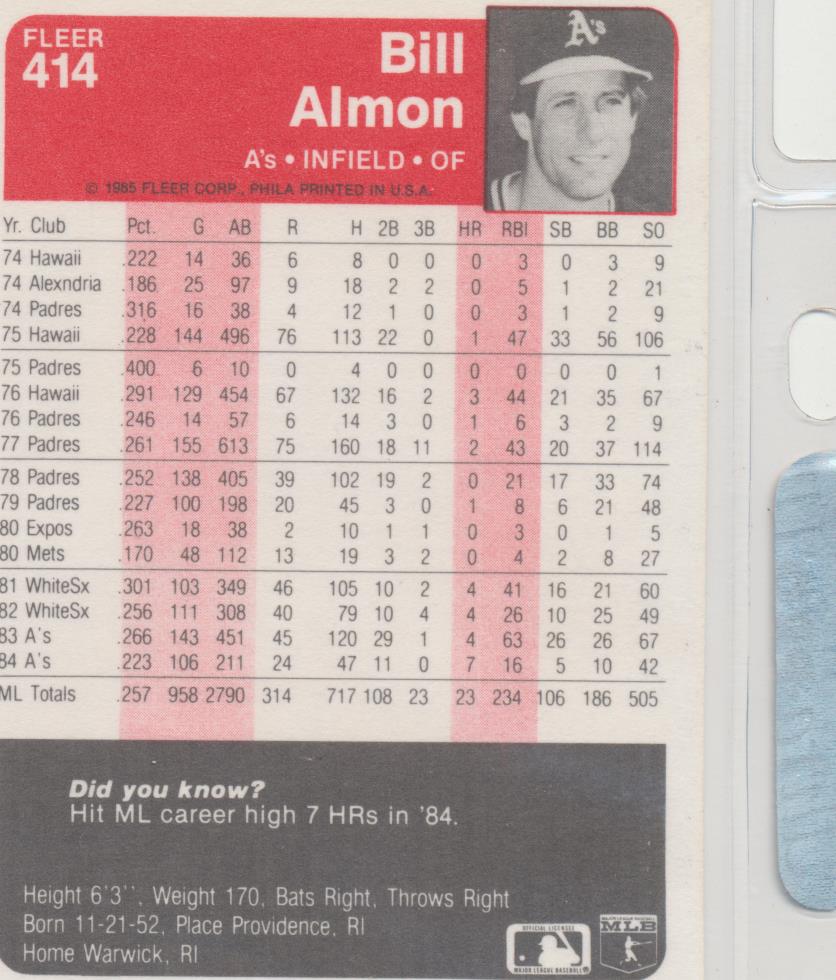 FLEER
414
Bill
Almon
A's • INFIELD • OF
© 1985 FLEER CORP., PHILA PRINTED IN U.S.A.
A's
Yr. Club Pct. G AB R H 2B 3B HR RBI SB BB SO
74 Hawaii .222 14 36 6 8 0 0 0 3 0 3 9
74 Alexndria .186 25 97 9 18 2 2 0 5 1 2 21
74 Padres .316 16 38 4 12 1 0 0 3 1 2 9
75 Hawaii .228 144 496 76 113 22 0 1 47 33 56 106
75 Padres .400 6 10 0 4 0 0 0 0 0 0 1
76 Hawaii .291 129 454 67 132 16 2 3 44 21 35 67
76 Padres .246 14 57 6 14 3 0 1 6 3 2 9
77 Padres .261 155 613 75 160 18 11 2 43 20 37 114
78 Padres .252 138 405 39 102 19 2 0 21 17 33 74
79 Padres .227 100 198 20 45 3 0 1 8 6 21 48
80 Expos .263 18 38 2 10 1 1 0 3 0 1 5
80 Mets .170 48 112 13 19 3 2 0 4 2 8 27
81 WhiteSx .301 103 349 46 105 10 2 4 41 16 21 60
82 WhiteSx .256 111 308 40 79 10 4 4 26 10 25 49
83 A's .266 143 451 45 120 29 1 4 63 26 26 67
84 A's .223 106 211 24 47 11 0 7 16 5 10 42
ML Totals .257 958 2790 314 717 108 23 23 234 106 186 505
Did you know?
Hit ML career high 7 HRs in '84.
Height 6'3'', Weight 170, Bats Right, Throws Right
Born 11-21-52, Place Providence, RI
Home Warwick, RI
OFFICIAL LICENSEE
MAJOR LEAGUE BASEBALL®
MAJOR LEAGUE BASEBALL
MLB